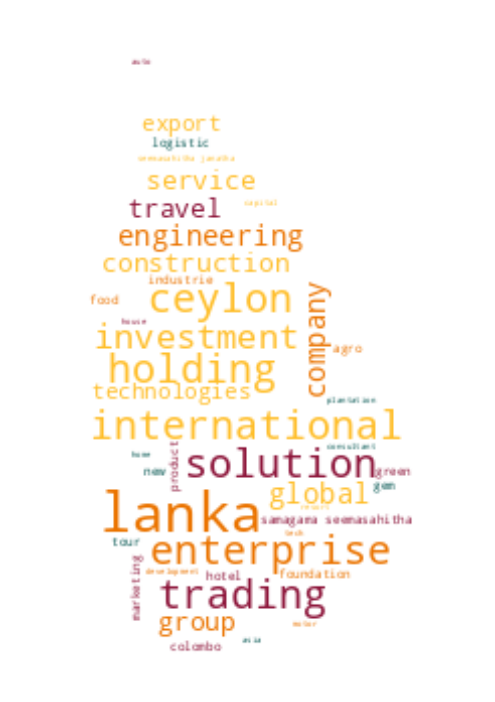 auto
export
logistic
seemasahitha janatha
service
capital
travel
engineering
construction
industrie
ceylon
food
company
house
investment
agro
holding
technologies
plantation
international
consultant
home
product
solution
new
green
gem
global
resort
lanka
samagama seemasahitha
tech
tour
enterprise
marketing
development
hotel
foundation
trading
group
motor
asia
colombo